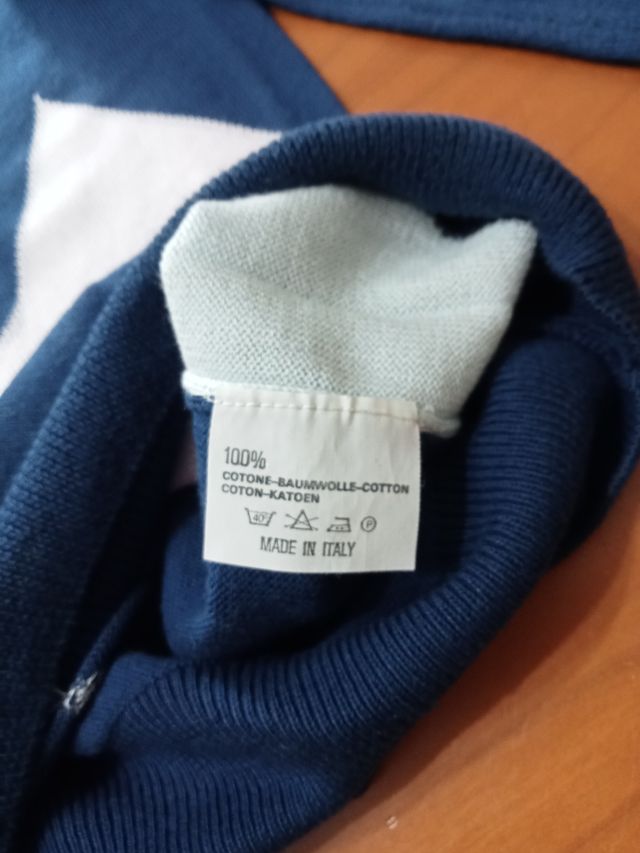 100%
COTONE-BAUMWOLLE-COTTON
COTON-KATOEN
40° P
MADE IN ITALY